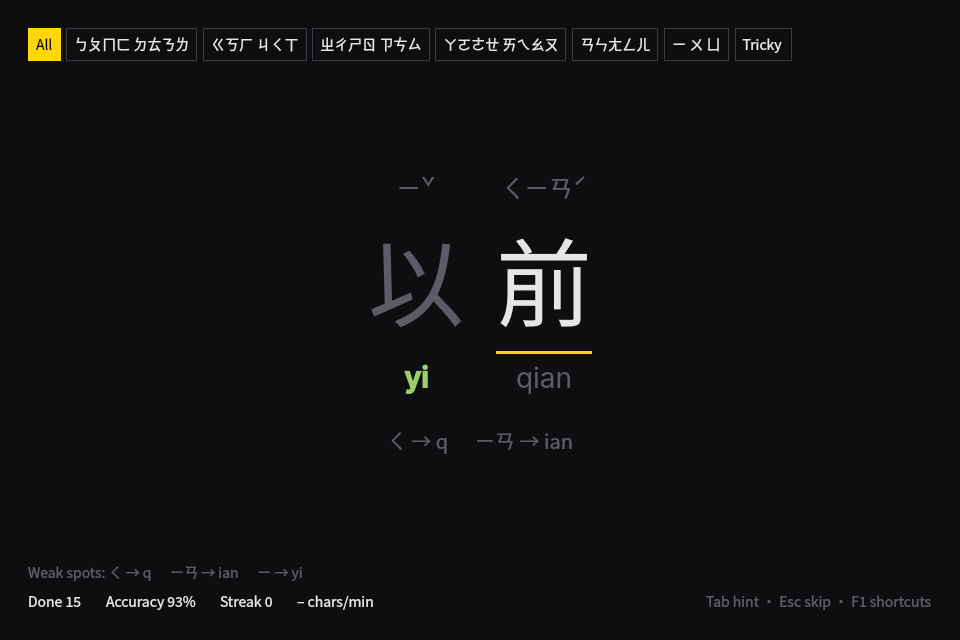 All ㄅㄆㄇㄈ ㄉㄊㄋㄌ ㄍㄎㄏ ㄐㄑㄒ ㄓㄔㄕㄖ ㄗㄘㄙ ㄚㄛㄜㄝ ㄞㄟㄠㄡ ㄢㄣㄤㄥㄦ ㄧㄨㄩ Tricky
ㄧˇ ㄑㄧㄢˊ
以 前
yi qian
ㄑ → q ㄧㄢ → ian
Weak spots: ㄑ → q ㄧㄢ → ian ㄧ → yi
Done 15 Accuracy 93% Streak 0 – chars/min
Tab hint · Esc skip · F1 shortcuts